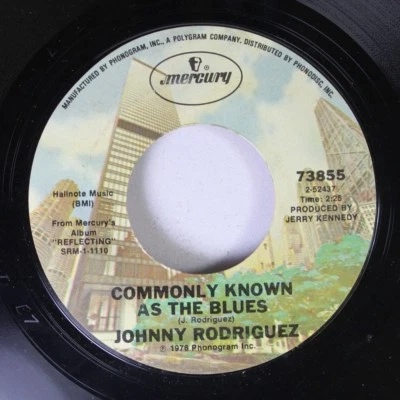 MANUFACTURED BY PHONOGRAM, INC., A POLYGRAM COMPANY, DISTRIBUTED BY PHONODISC, INC.
mercury
Hallnote Music
(BMI)
From Mercury's
Album
"REFLECTING"
SRM-1-1110
73855
2-52437
Time: 2:26
PRODUCED BY
JERRY KENNEDY
COMMONLY KNOWN
AS THE BLUES
(J. Rodriguez)
JOHNNY RODRIGUEZ
℗ 1976 Phonogram Inc.